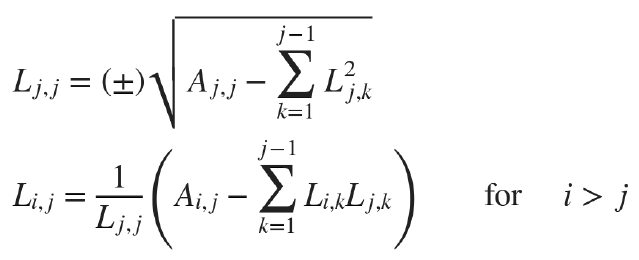 L_{j,j} = (±)\sqrt{A_{j,j} - \sum_{k=1}^{j-1} L_{j,k}^2}
L_{i,j} = \frac{1}{L_{j,j}} \left( A_{i,j} - \sum_{k=1}^{j-1} L_{i,k} L_{j,k} \right) for i > j